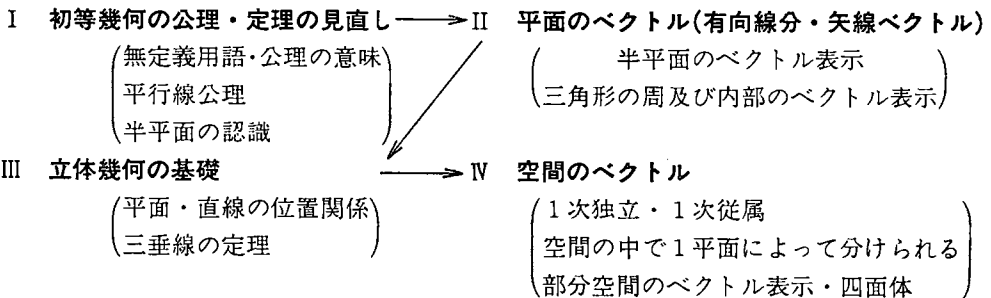 Ⅰ 初等幾何の公理・定理の見直し
無定義用語・公理の意味
平行線公理
半平面の認識
Ⅱ 平面のベクトル(有向線分・矢線ベクトル)
半平面のベクトル表示
三角形の周及び内部のベクトル表示
Ⅲ 立体幾何の基礎
平面・直線の位置関係
三垂線の定理
Ⅳ 空間のベクトル
1次独立・1次従属
空間の中で1平面によって分けられる
部分空間のベクトル表示・四面体